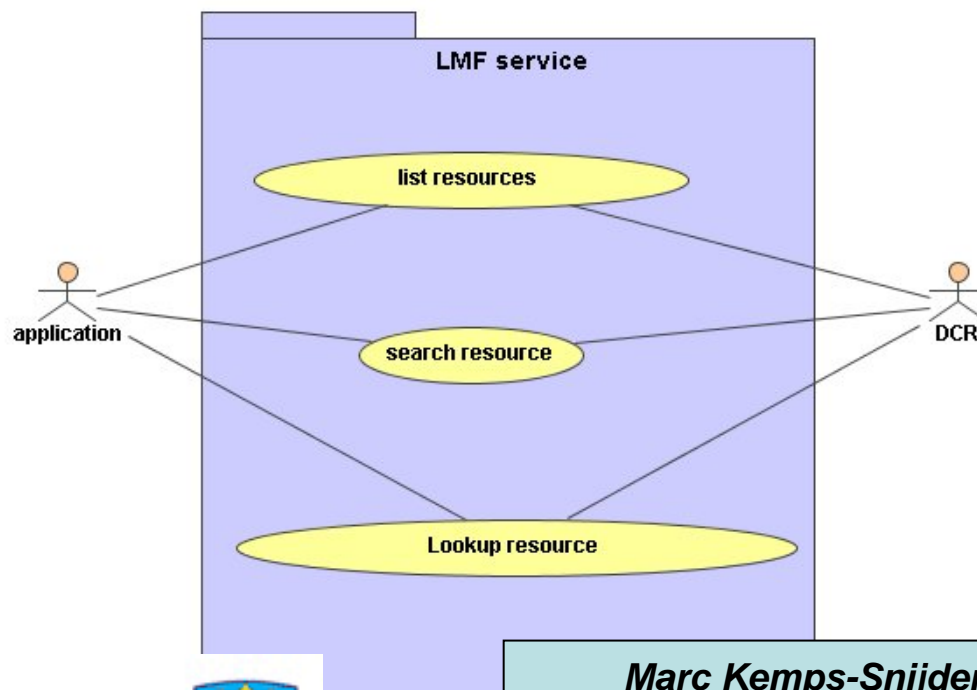 LMF service
list resources
application
search resource
DCR
Lookup resource
Marc Kemps-Snijder